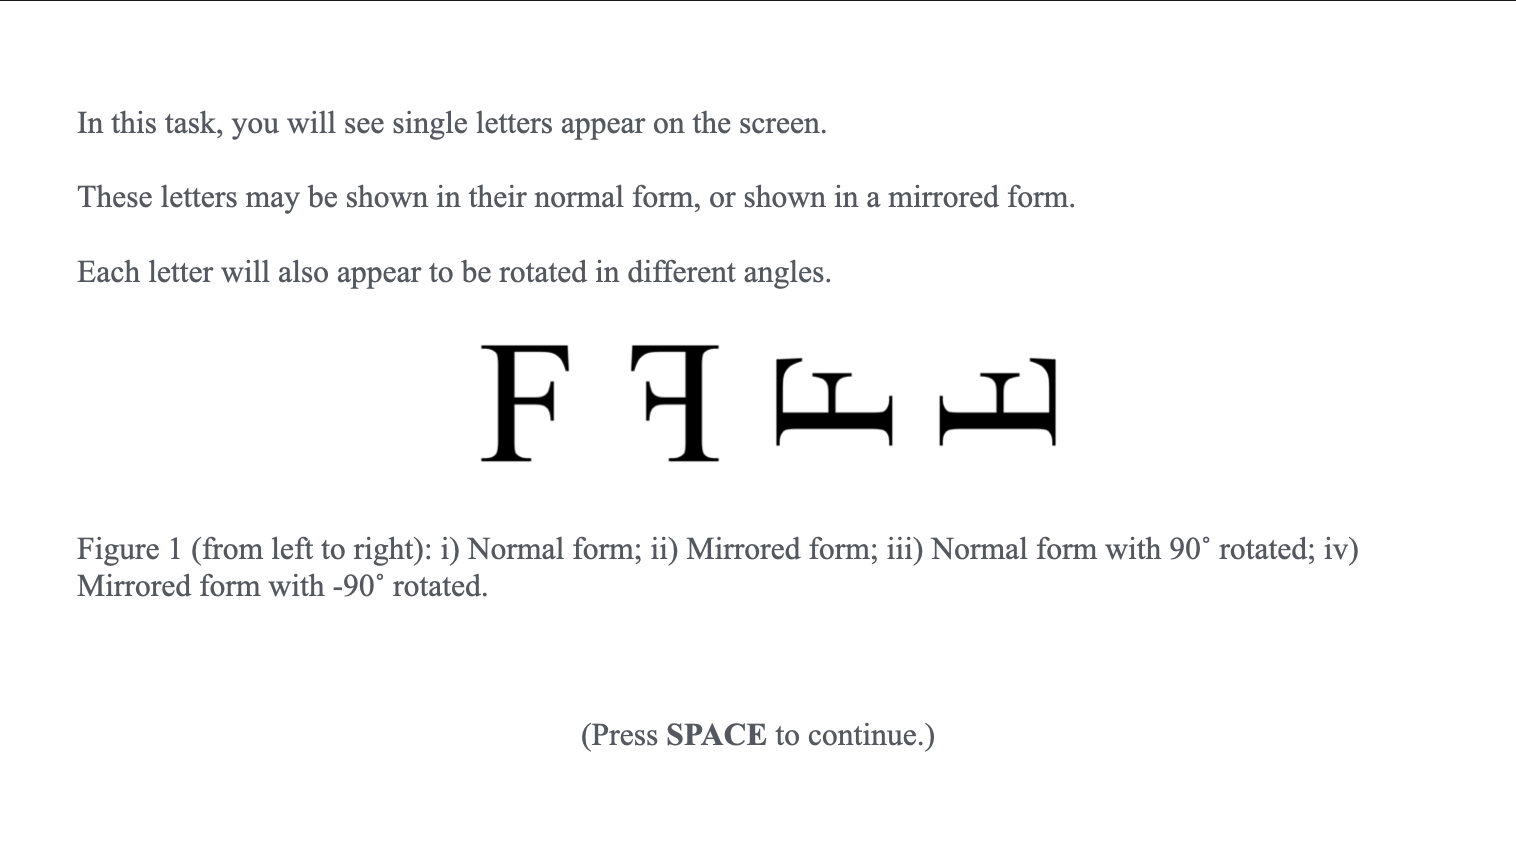 In this task, you will see single letters appear on the screen.
These letters may be shown in their normal form, or shown in a mirrored form.
Each letter will also appear to be rotated in different angles.
F F F F
Figure 1 (from left to right): i) Normal form; ii) Mirrored form; iii) Normal form with 90˚ rotated; iv)
Mirrored form with -90˚ rotated.
(Press SPACE to continue.)